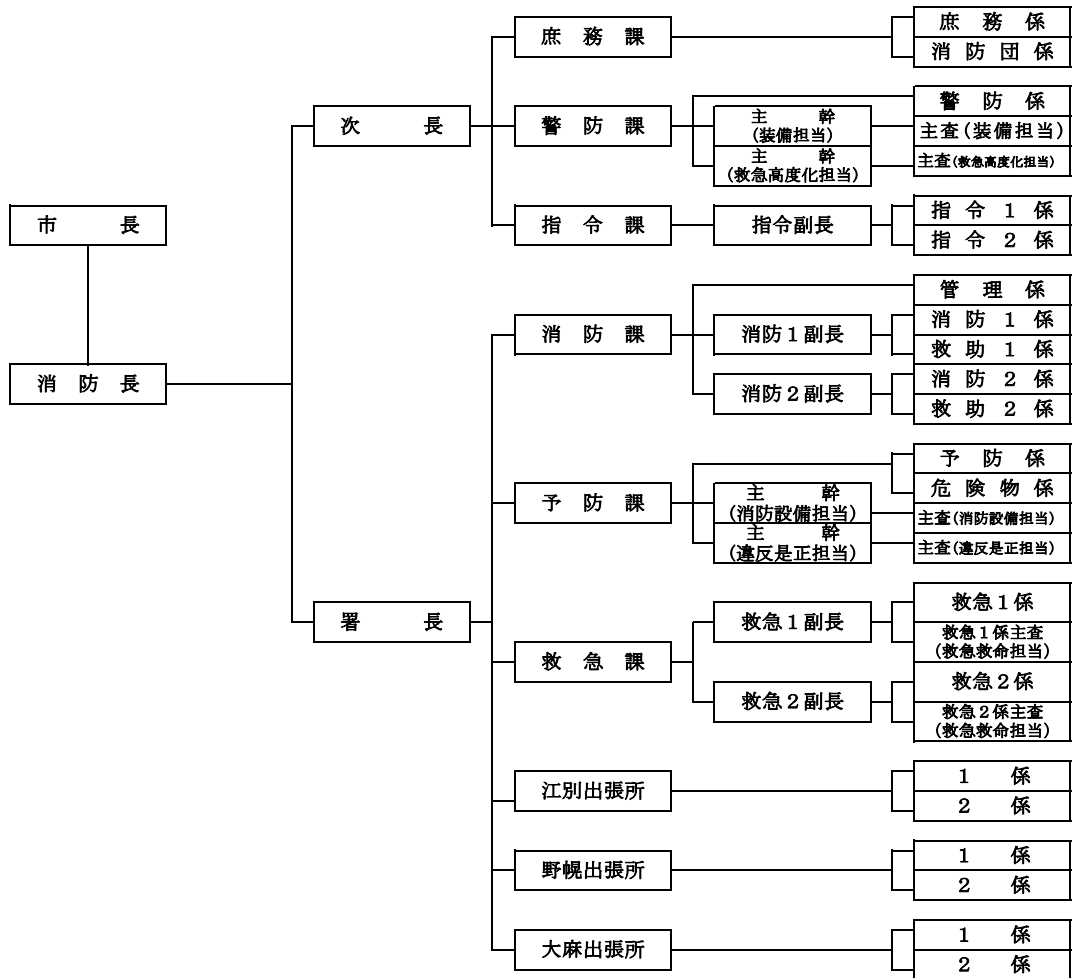 庶務課
庶務係
消防団係
次長
警防課
警防係
主幹
(装備担当)
主査(装備担当)
主幹
(救急高度化担当)
主査(救急高度化担当)
市長
指令課
指令副長
指令1係
指令2係
消防長
消防課
管理係
消防1副長
消防1係
救助1係
消防2副長
消防2係
救助2係
予防課
予防係
危険物係
主幹
(消防設備担当)
主査(消防設備担当)
主幹
(違反是正担当)
主査(違反是正担当)
署長
救急課
救急1副長
救急1係
救急1係主査
(救急救命担当)
救急2副長
救急2係
救急2係主査
(救急救命担当)
江別出張所
1係
2係
野幌出張所
1係
2係
大麻出張所
1係
2係